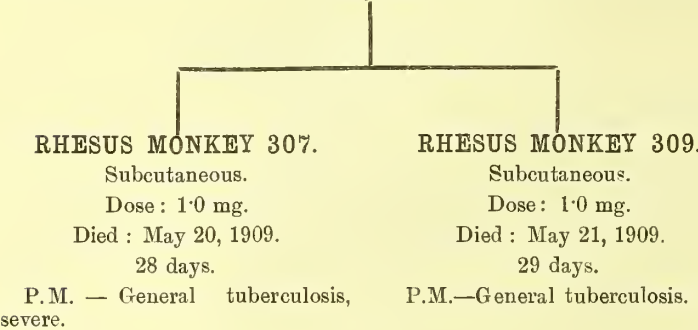 RHESUS MONKEY 307.
Subcutaneous.
Dose: 1·0 mg.
Died: May 20, 1909.
28 days.
P.M. — General tuberculosis,
severe.
RHESUS MONKEY 309.
Subcutaneous.
Dose: 1·0 mg.
Died: May 21, 1909.
29 days.
P.M.—General tuberculosis.